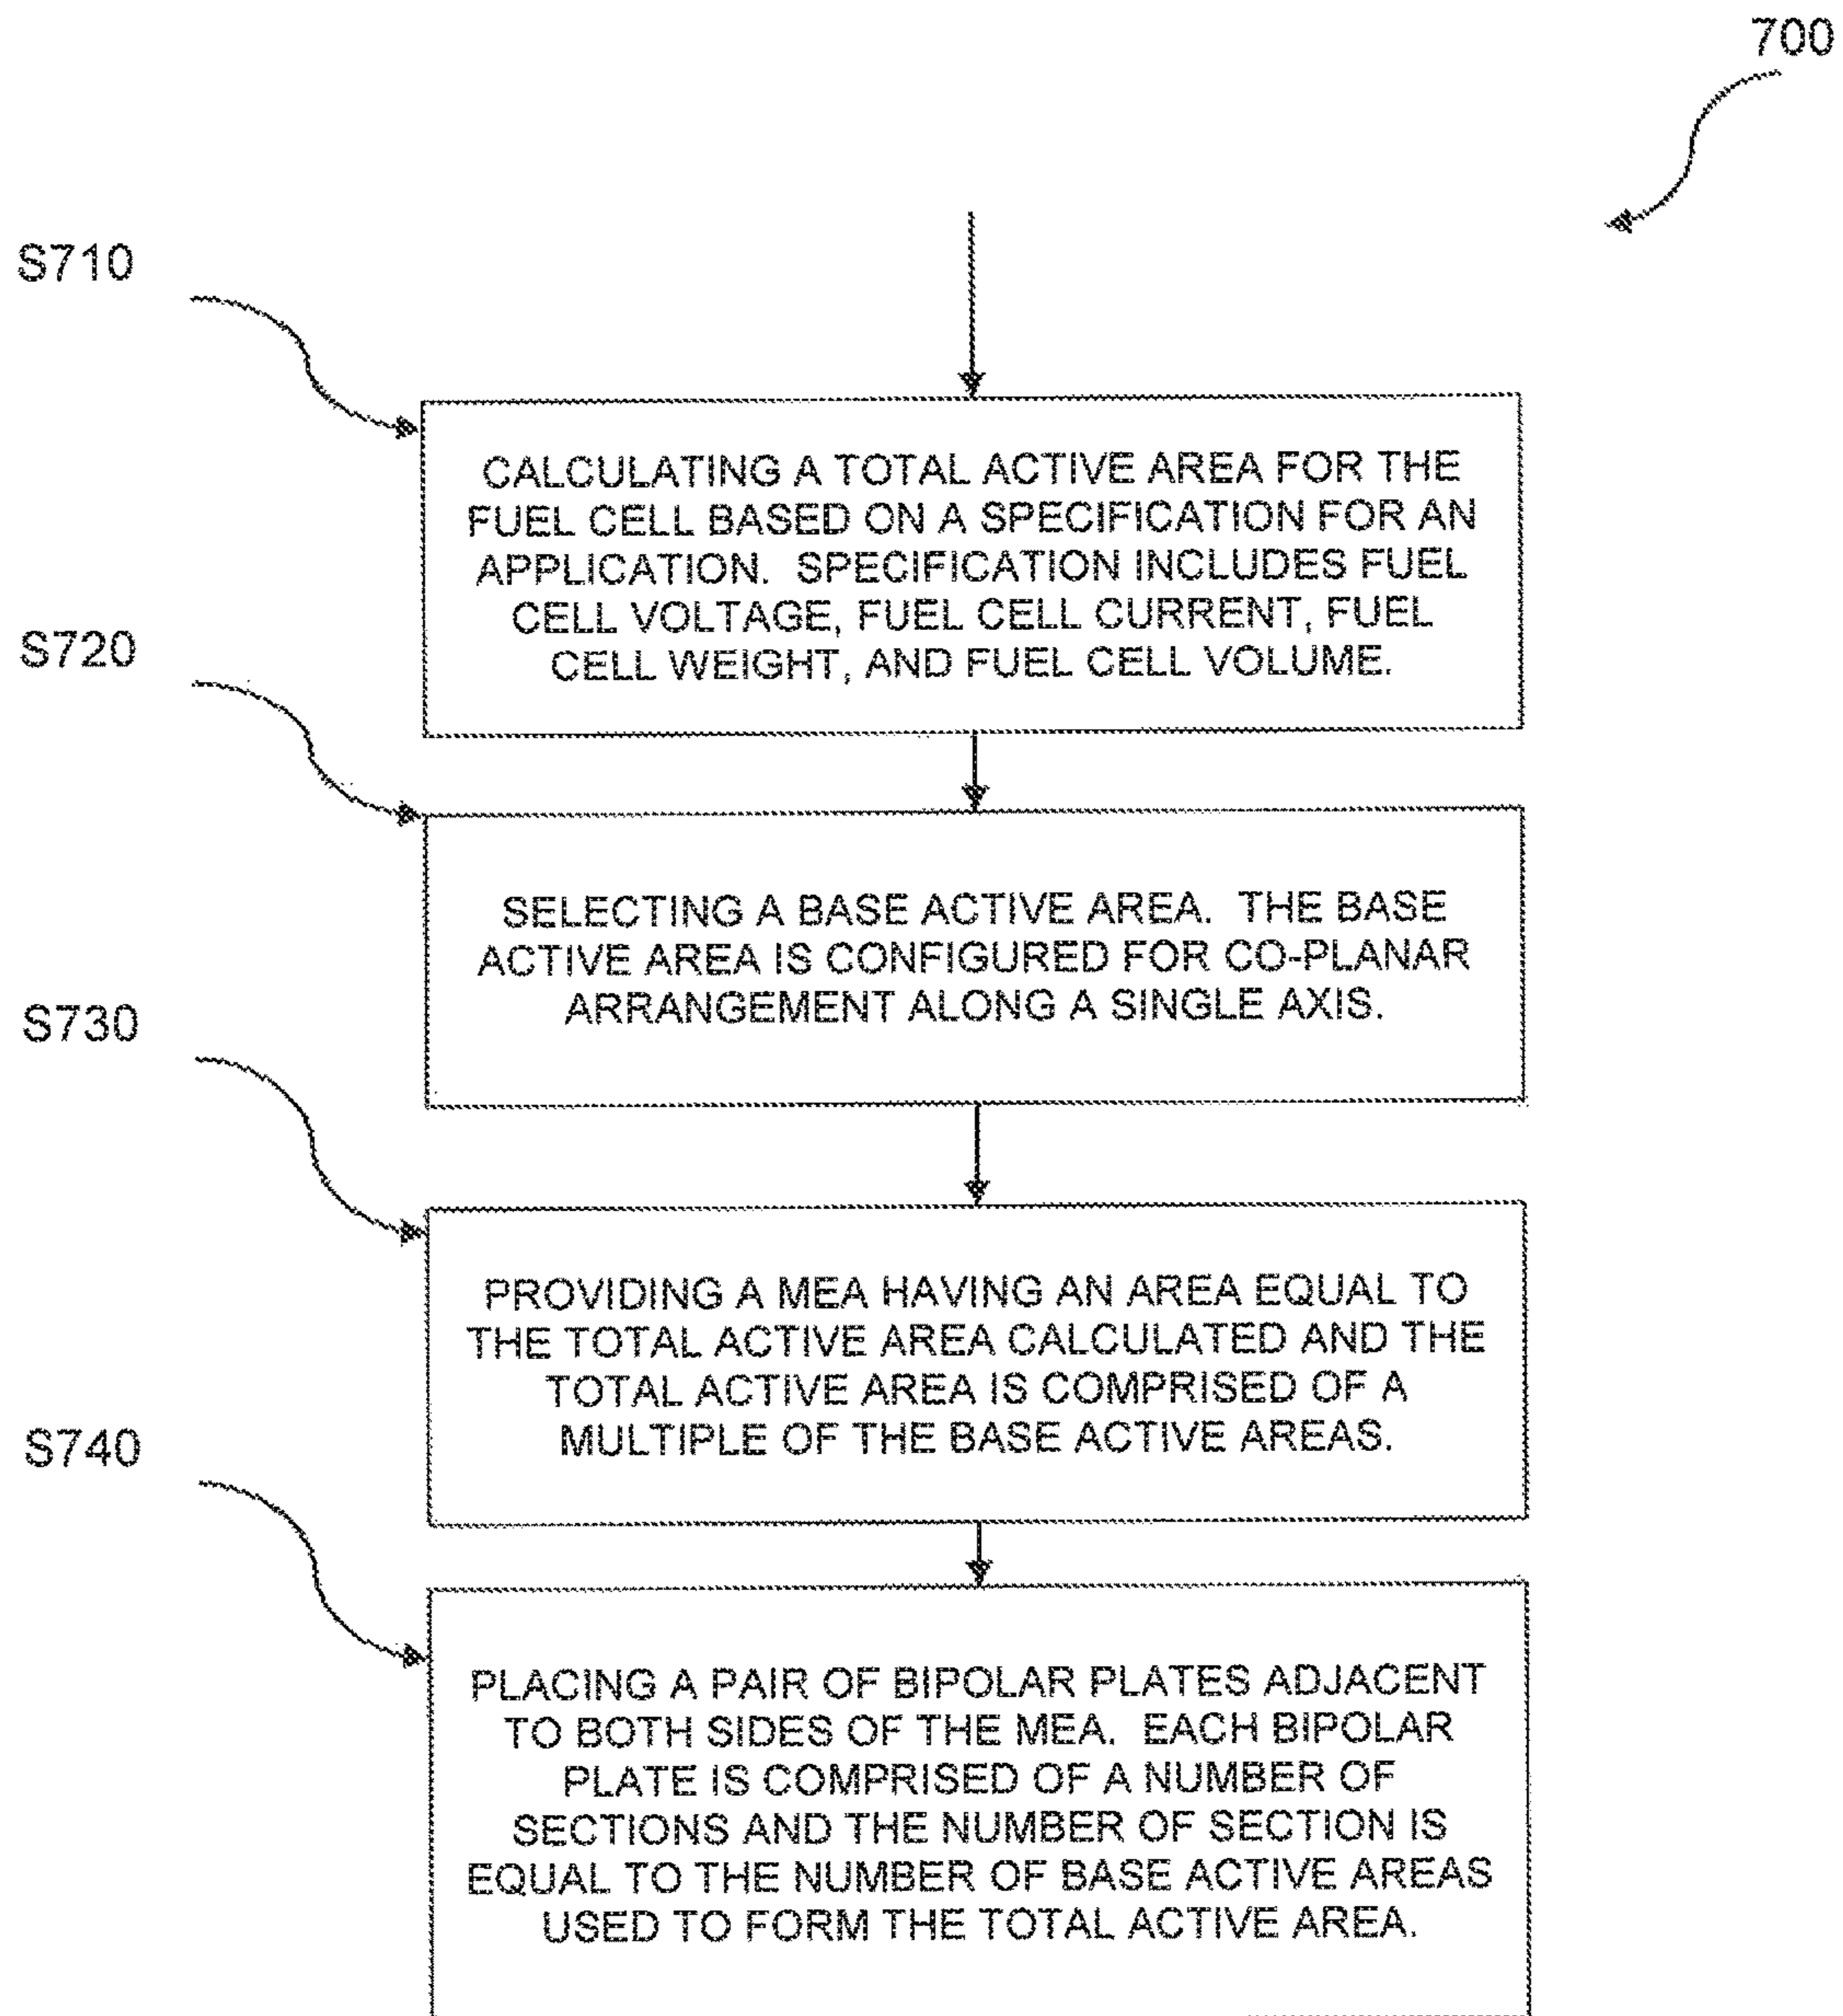 700
S710
CALCULATING A TOTAL ACTIVE AREA FOR THE
FUEL CELL BASED ON A SPECIFICATION FOR AN
APPLICATION. SPECIFICATION INCLUDES FUEL
CELL VOLTAGE, FUEL CELL CURRENT, FUEL
CELL WEIGHT, AND FUEL CELL VOLUME.
S720
SELECTING A BASE ACTIVE AREA. THE BASE
ACTIVE AREA IS CONFIGURED FOR CO-PLANAR
ARRANGEMENT ALONG A SINGLE AXIS.
S730
PROVIDING A MEA HAVING AN AREA EQUAL TO
THE TOTAL ACTIVE AREA CALCULATED AND THE
TOTAL ACTIVE AREA IS COMPRISED OF A
MULTIPLE OF THE BASE ACTIVE AREAS.
S740
PLACING A PAIR OF BIPOLAR PLATES ADJACENT
TO BOTH SIDES OF THE MEA. EACH BIPOLAR
PLATE IS COMPRISED OF A NUMBER OF
SECTIONS AND THE NUMBER OF SECTION IS
EQUAL TO THE NUMBER OF BASE ACTIVE AREAS
USED TO FORM THE TOTAL ACTIVE AREA.